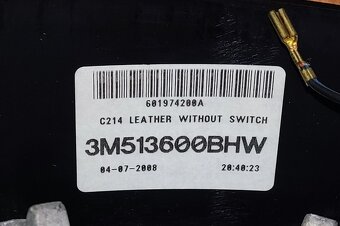 601974200A
C214 LEATHER WITHOUT SWITCH
3M513600BHW
04-07-2008 20:40:23